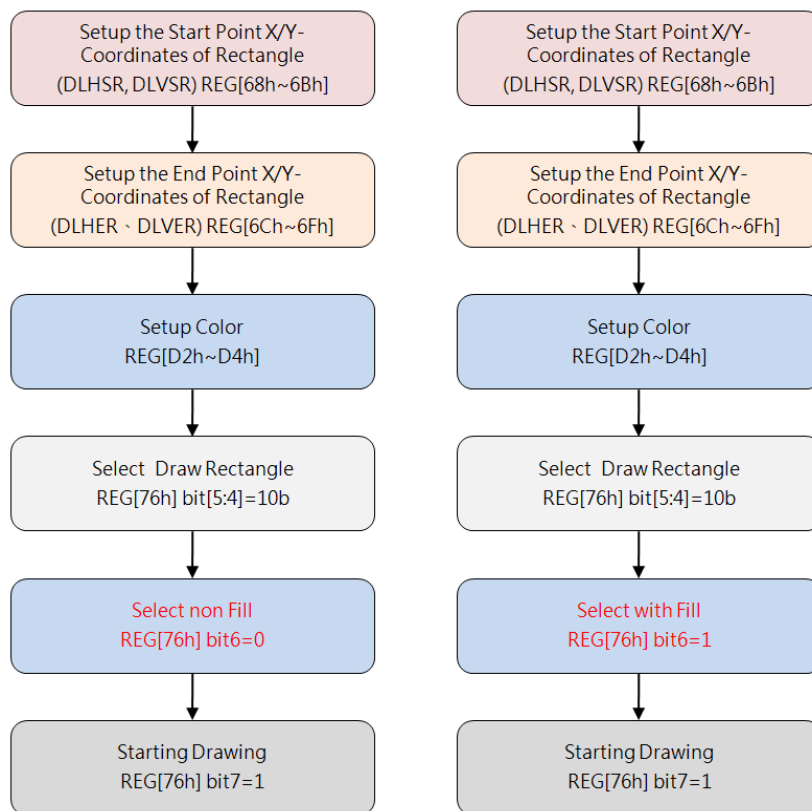 Setup the Start Point X/Y-
Coordinates of Rectangle
(DLHSR, DLVSR) REG[68h~6Bh]
Setup the End Point X/Y-
Coordinates of Rectangle
(DLHER、DLVER) REG[6Ch~6Fh]
Setup Color
REG[D2h~D4h]
Select Draw Rectangle
REG[76h] bit[5:4]=10b
Select non Fill
REG[76h] bit6=0
Starting Drawing
REG[76h] bit7=1
Setup the Start Point X/Y-
Coordinates of Rectangle
(DLHSR, DLVSR) REG[68h~6Bh]
Setup the End Point X/Y-
Coordinates of Rectangle
(DLHER、DLVER) REG[6Ch~6Fh]
Setup Color
REG[D2h~D4h]
Select Draw Rectangle
REG[76h] bit[5:4]=10b
Select with Fill
REG[76h] bit6=1
Starting Drawing
REG[76h] bit7=1